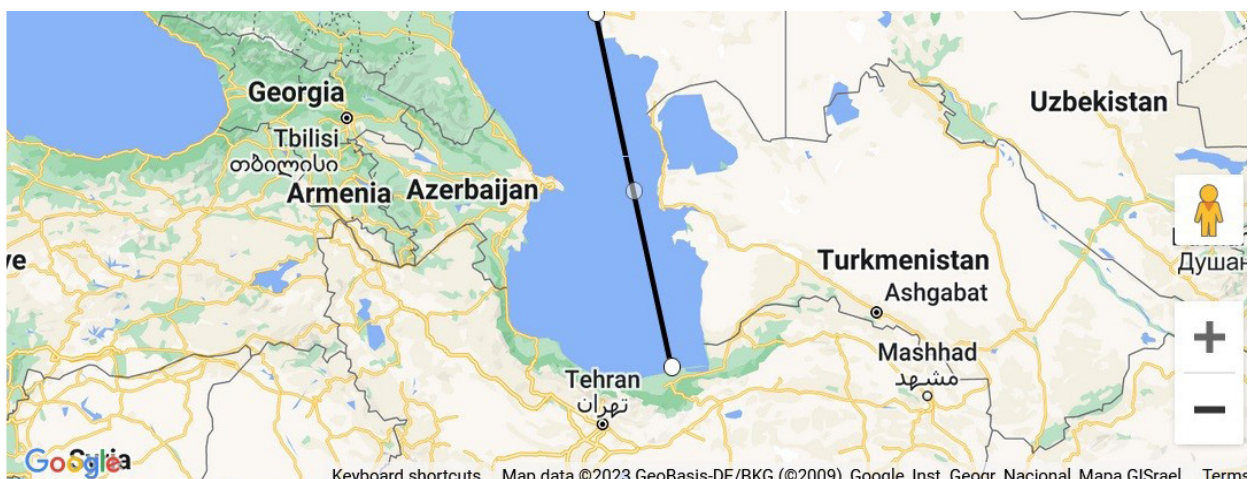 Georgia
Uzbekistan
Tbilisi
თბილისი
Armenia
Azerbaijan
ve
Turkmenistan
Душан
Ashgabat
Mashhad
مشهد
Tehran
تهران
Google
Keyboard shortcuts
Map data ©2023 GeoBasis-DE/BKG (©2009), Google, Inst. Geogr. Nacional, Mapa GISrael
Terms